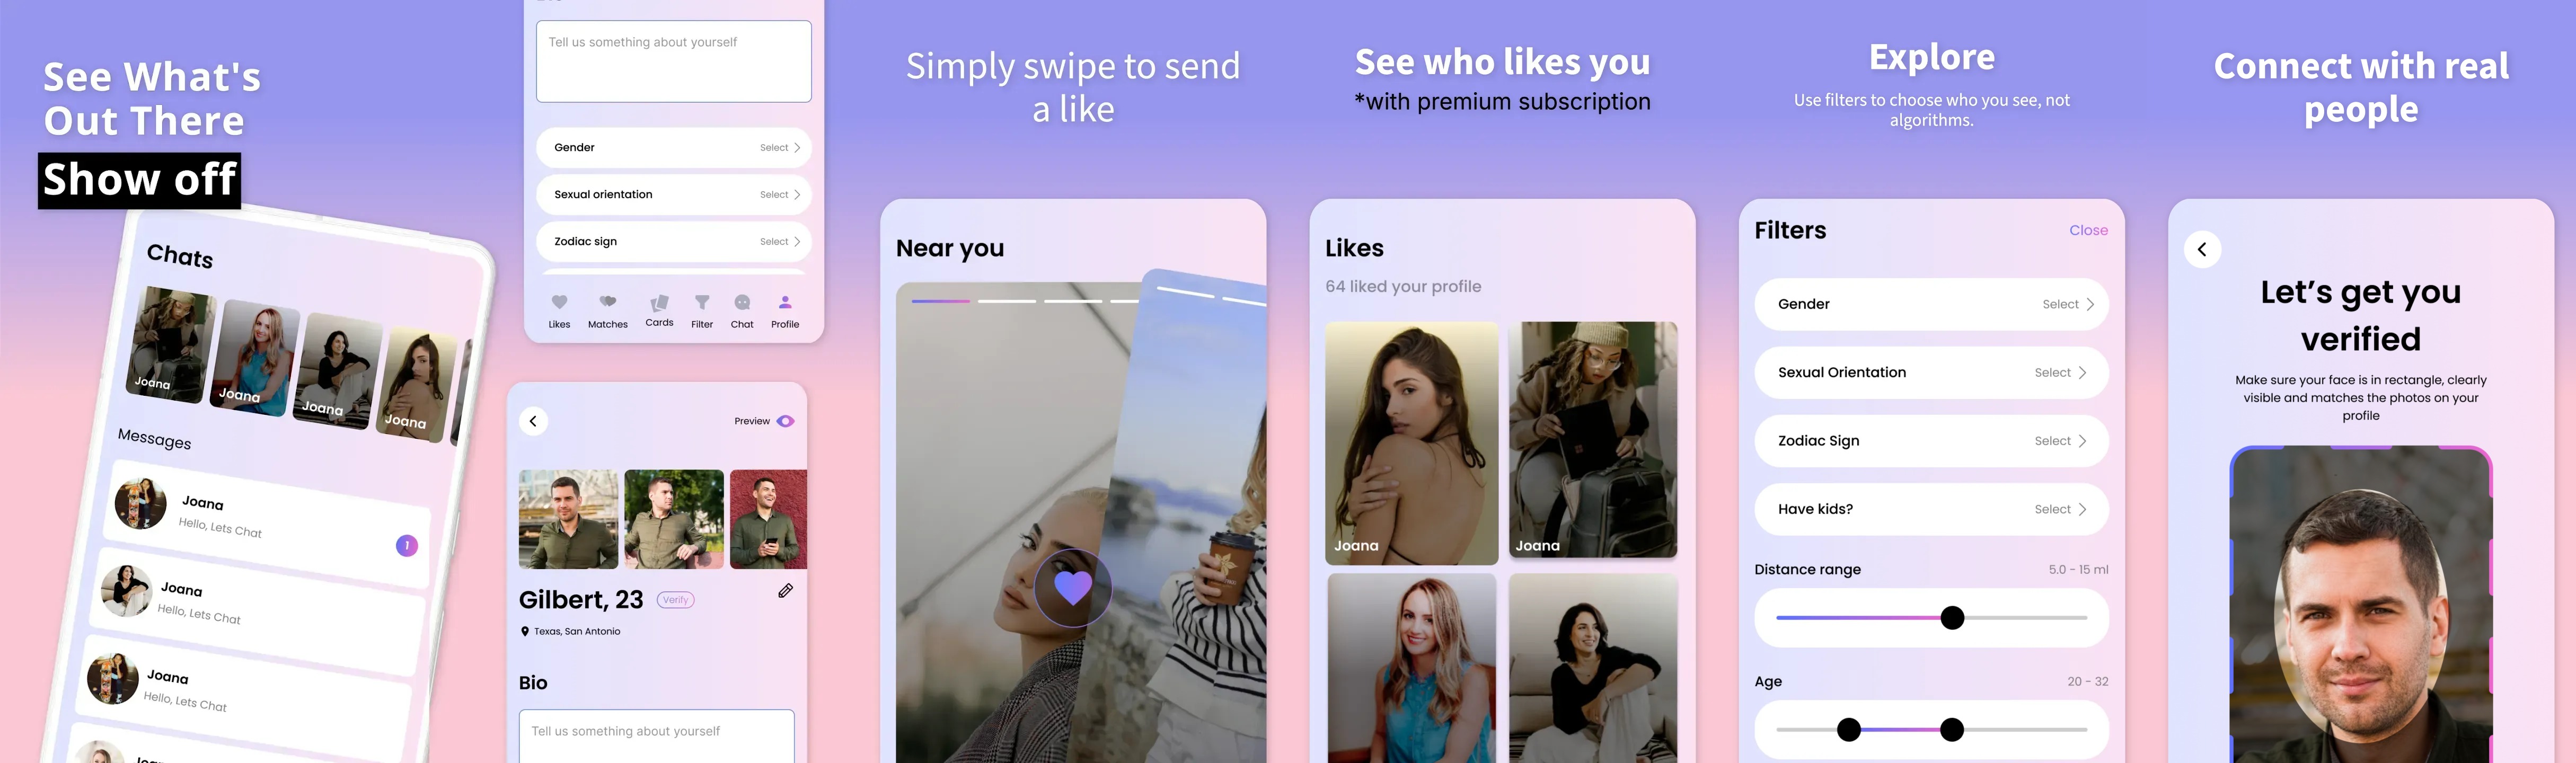 See What's
Out There
Show off
Chats
Joana
Joana
Joana
Joana
Messages
Joana
Hello, Lets Chat
1
Joana
Hello, Lets Chat
Joana
Hello, Lets Chat
Tell us something about yourself
Gender Select
Sexual orientation Select
Zodiac sign Select
Likes Matches Cards Filter Chat Profile
Preview
Gilbert, 23 Verify
Texas, San Antonio
Bio
Tell us something about yourself
Simply swipe to send
a like
Near you
See who likes you
*with premium subscription
Likes
64 liked your profile
Joana
Joana
Explore
Use filters to choose who you see, not
algorithms.
Filters Close
Gender Select
Sexual Orientation Select
Zodiac Sign Select
Have kids? Select
Distance range 5.0 - 15 ml
Age 20 - 32
Connect with real
people
Let's get you
verified
Make sure your face is in rectangle, clearly
visible and matches the photos on your
profile